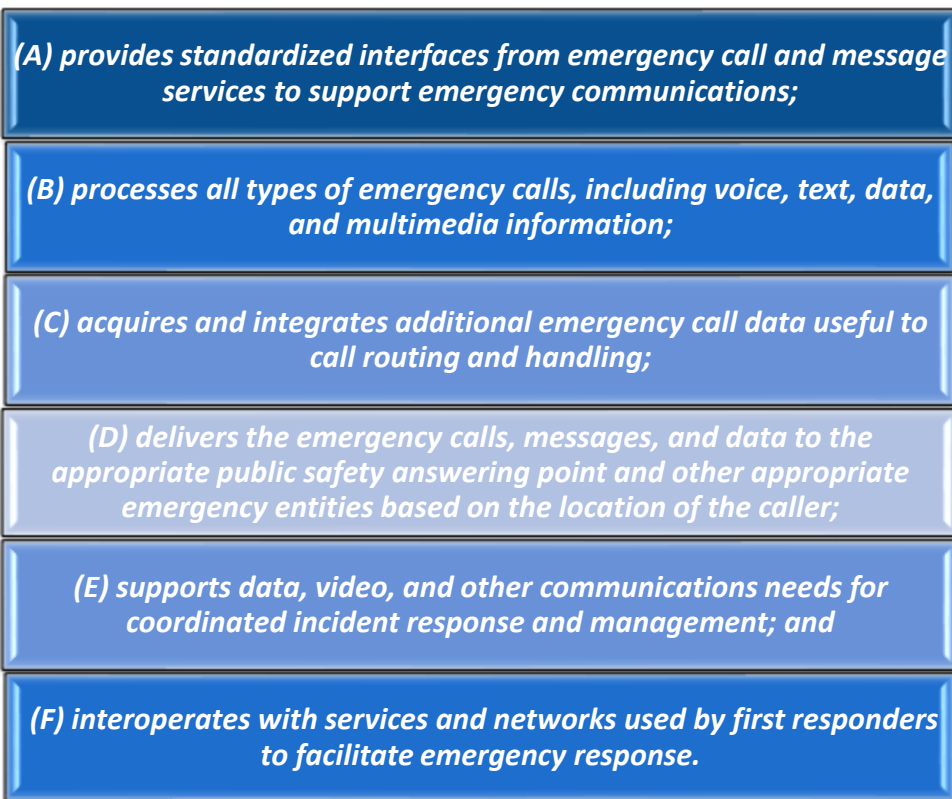 (A) provides standardized interfaces from emergency call and message
services to support emergency communications;
(B) processes all types of emergency calls, including voice, text, data,
and multimedia information;
(C) acquires and integrates additional emergency call data useful to
call routing and handling;
(D) delivers the emergency calls, messages, and data to the
appropriate public safety answering point and other appropriate
emergency entities based on the location of the caller;
(E) supports data, video, and other communications needs for
coordinated incident response and management; and
(F) interoperates with services and networks used by first responders
to facilitate emergency response.